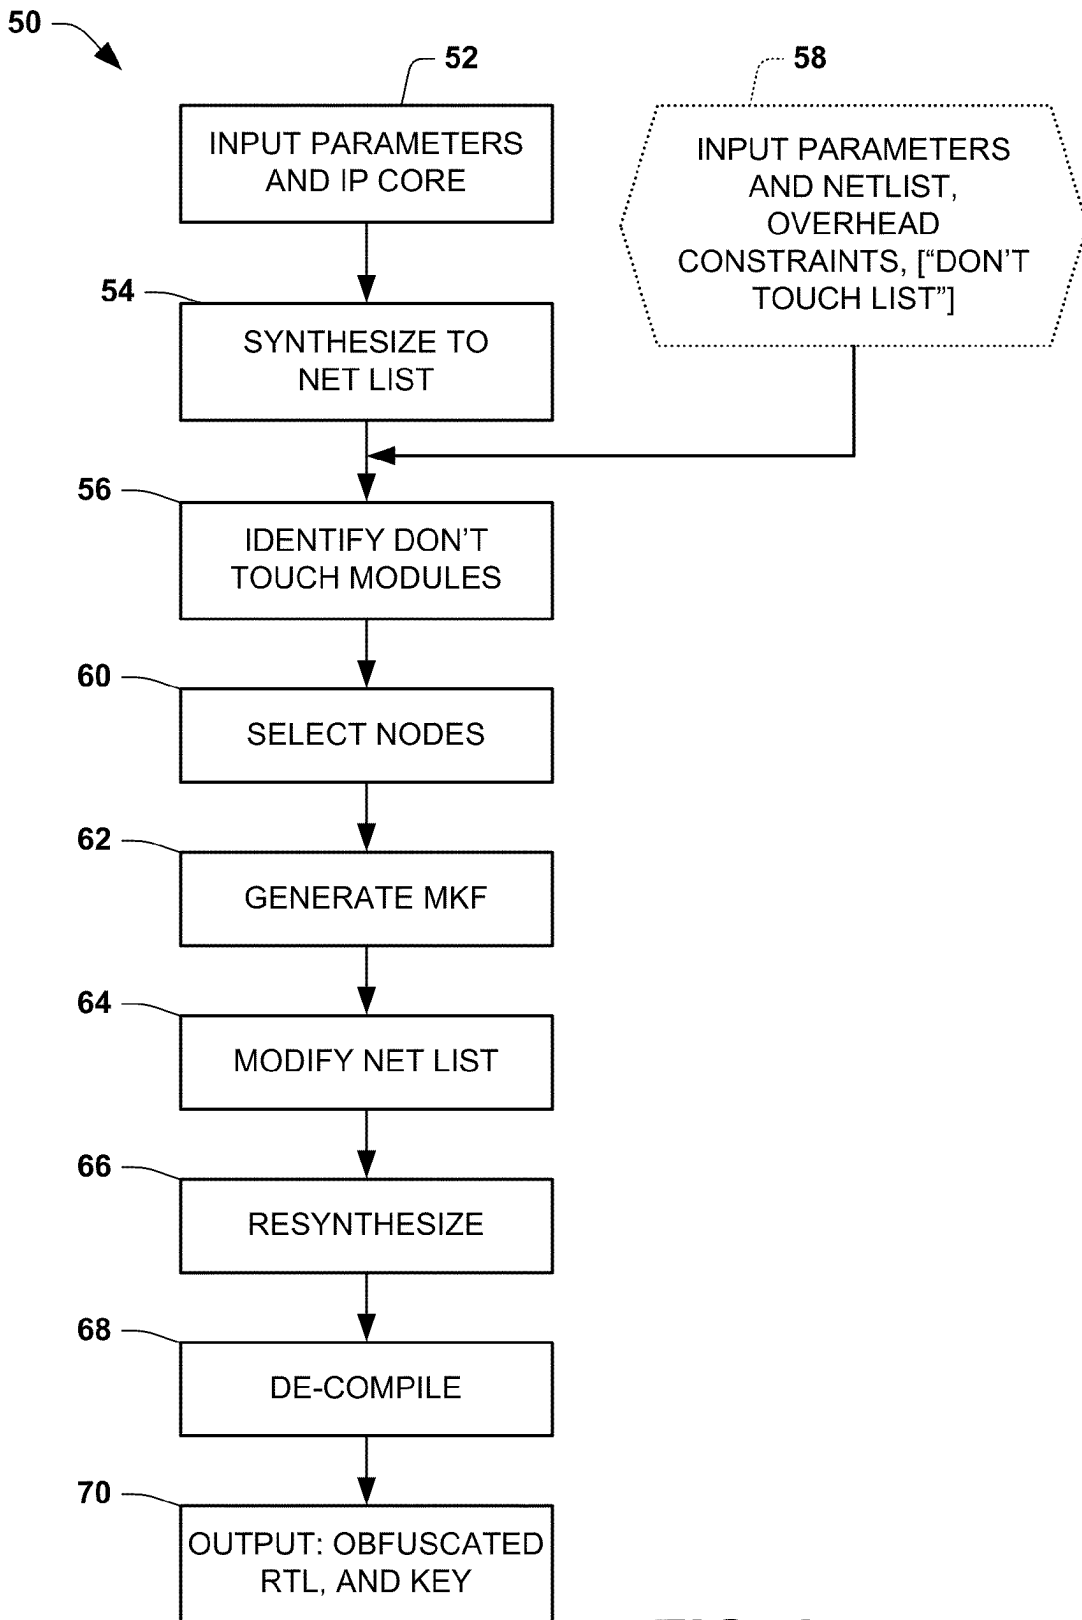 50
52
INPUT PARAMETERS
AND IP CORE
58
INPUT PARAMETERS
AND NETLIST,
OVERHEAD
CONSTRAINTS, [“DON'T
TOUCH LIST”]
54
SYNTHESIZE TO
NET LIST
56
IDENTIFY DON'T
TOUCH MODULES
60
SELECT NODES
62
GENERATE MKF
64
MODIFY NET LIST
66
RESYNTHESIZE
68
DE-COMPILE
70
OUTPUT: OBFUSCATED
RTL, AND KEY